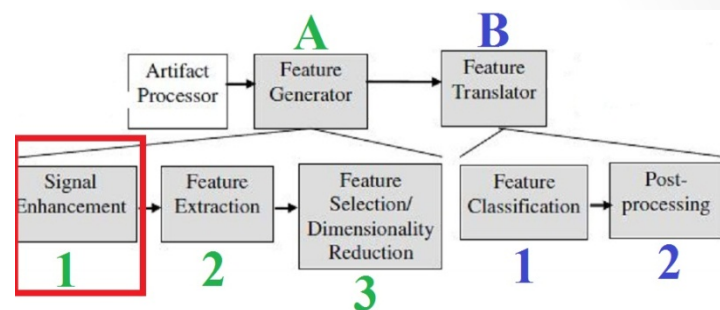 A
B
Artifact
Processor
Feature
Generator
Feature
Translator
Signal
Enhancement
Feature
Extraction
Feature
Selection/
Dimensionality
Reduction
Feature
Classification
Post-
processing
1
2
3
1
2